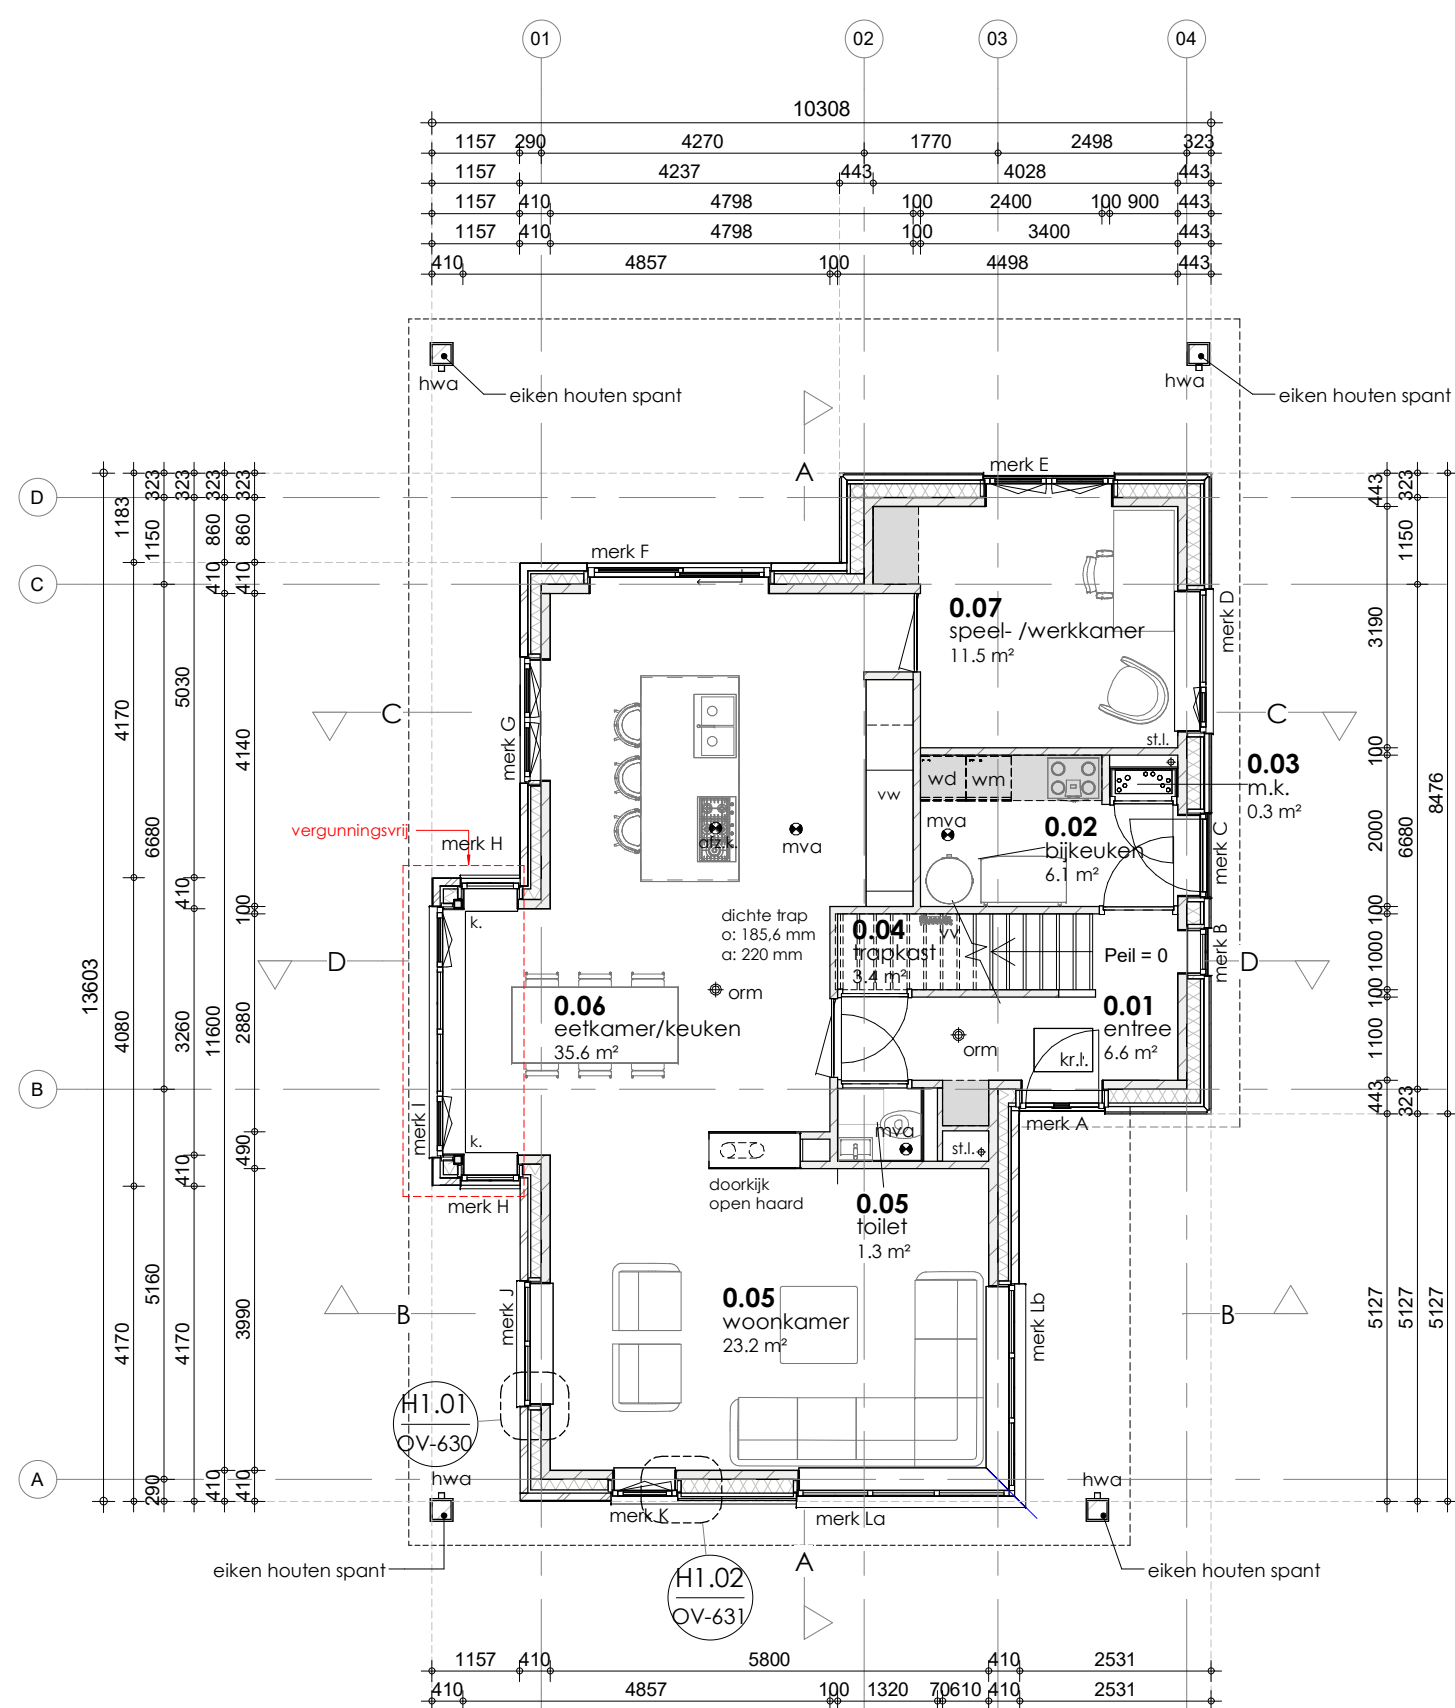 01 02 03 04
10308
1157 290 4270 1770 2498 323
1157 4237 443 4028 443
1157 410 4798 100 2400 100 900 443
1157 410 4798 100 3400 443
410 4857 100 4498 443
hwa
eiken houten spant
hwa
eiken houten spant
A
merk E
D
C
merk F
merk G
merk D
0.07
speel- /werkkamer
11.5 m²
C
C
st.l.
0.03
m.k.
0.3 m²
wd
wm
vw
mva
0.02
bijkeuken
6.1 m²
merk C
vergunningsvrij
merk H
afz.k.
mva
k.
dichte trap
o: 185,6 mm
a: 220 mm
0.04
trapkast
3.4 m²
vv
Peil = 0
merk B
D
D
orm
0.06
eetkamer/keuken
35.6 m²
0.01
entree
6.6 m²
orm
kr.l.
B
merk I
merk A
k.
mva
st.l.
merk H
doorkijk
open haard
0.05
toilet
1.3 m²
merk J
0.05
woonkamer
23.2 m²
merk Lb
B
B
H1.01
OV-630
A
hwa
hwa
merk K
merk La
eiken houten spant
A
eiken houten spant
H1.02
OV-631
13603
1183
4170
4080
4170
323
1150
6680
5160
290
323
5030
410
3260
410
4170
323
860
410
11600
410
323
860
410
4140
100
2880
490
3990
410
443
3190
100
2000
100
1000
100
1100
443
5127
323
1150
6680
323
5127
8476
5127
1157 410 5800 410 2531
410 4857 100 1320 70 610 410 2531